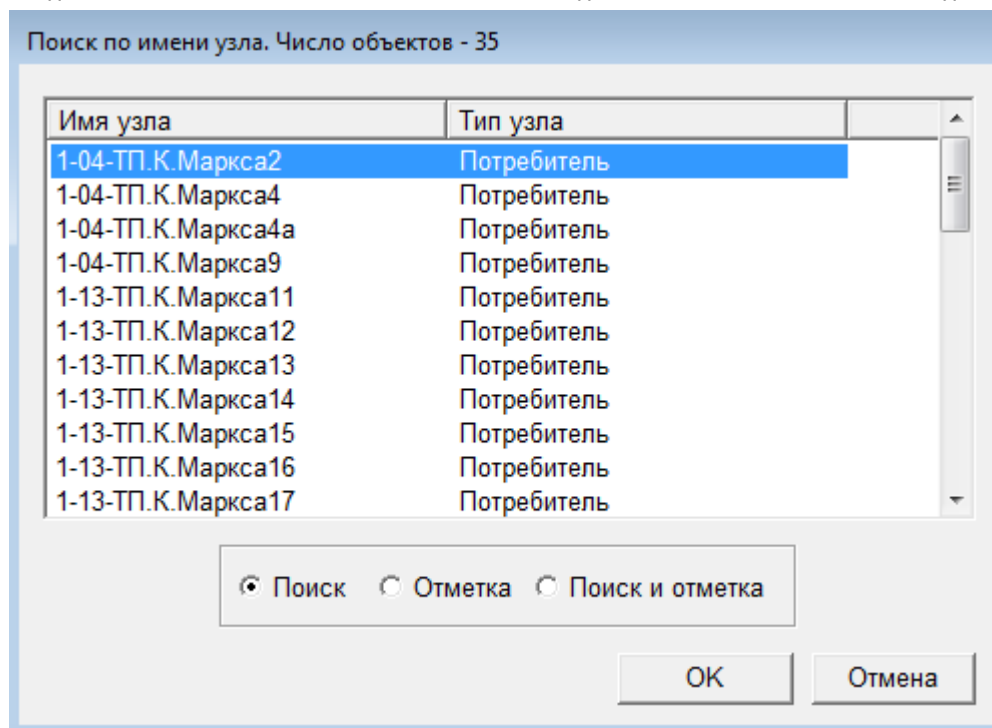 Поиск по имени узла. Число объектов - 35
Имя узла Тип узла
1-04-ТП.К.Маркса2 Потребитель
1-04-ТП.К.Маркса4 Потребитель
1-04-ТП.К.Маркса4а Потребитель
1-04-ТП.К.Маркса9 Потребитель
1-13-ТП.К.Маркса11 Потребитель
1-13-ТП.К.Маркса12 Потребитель
1-13-ТП.К.Маркса13 Потребитель
1-13-ТП.К.Маркса14 Потребитель
1-13-ТП.К.Маркса15 Потребитель
1-13-ТП.К.Маркса16 Потребитель
1-13-ТП.К.Маркса17 Потребитель
Поиск Отметка Поиск и отметка
OK Отмена